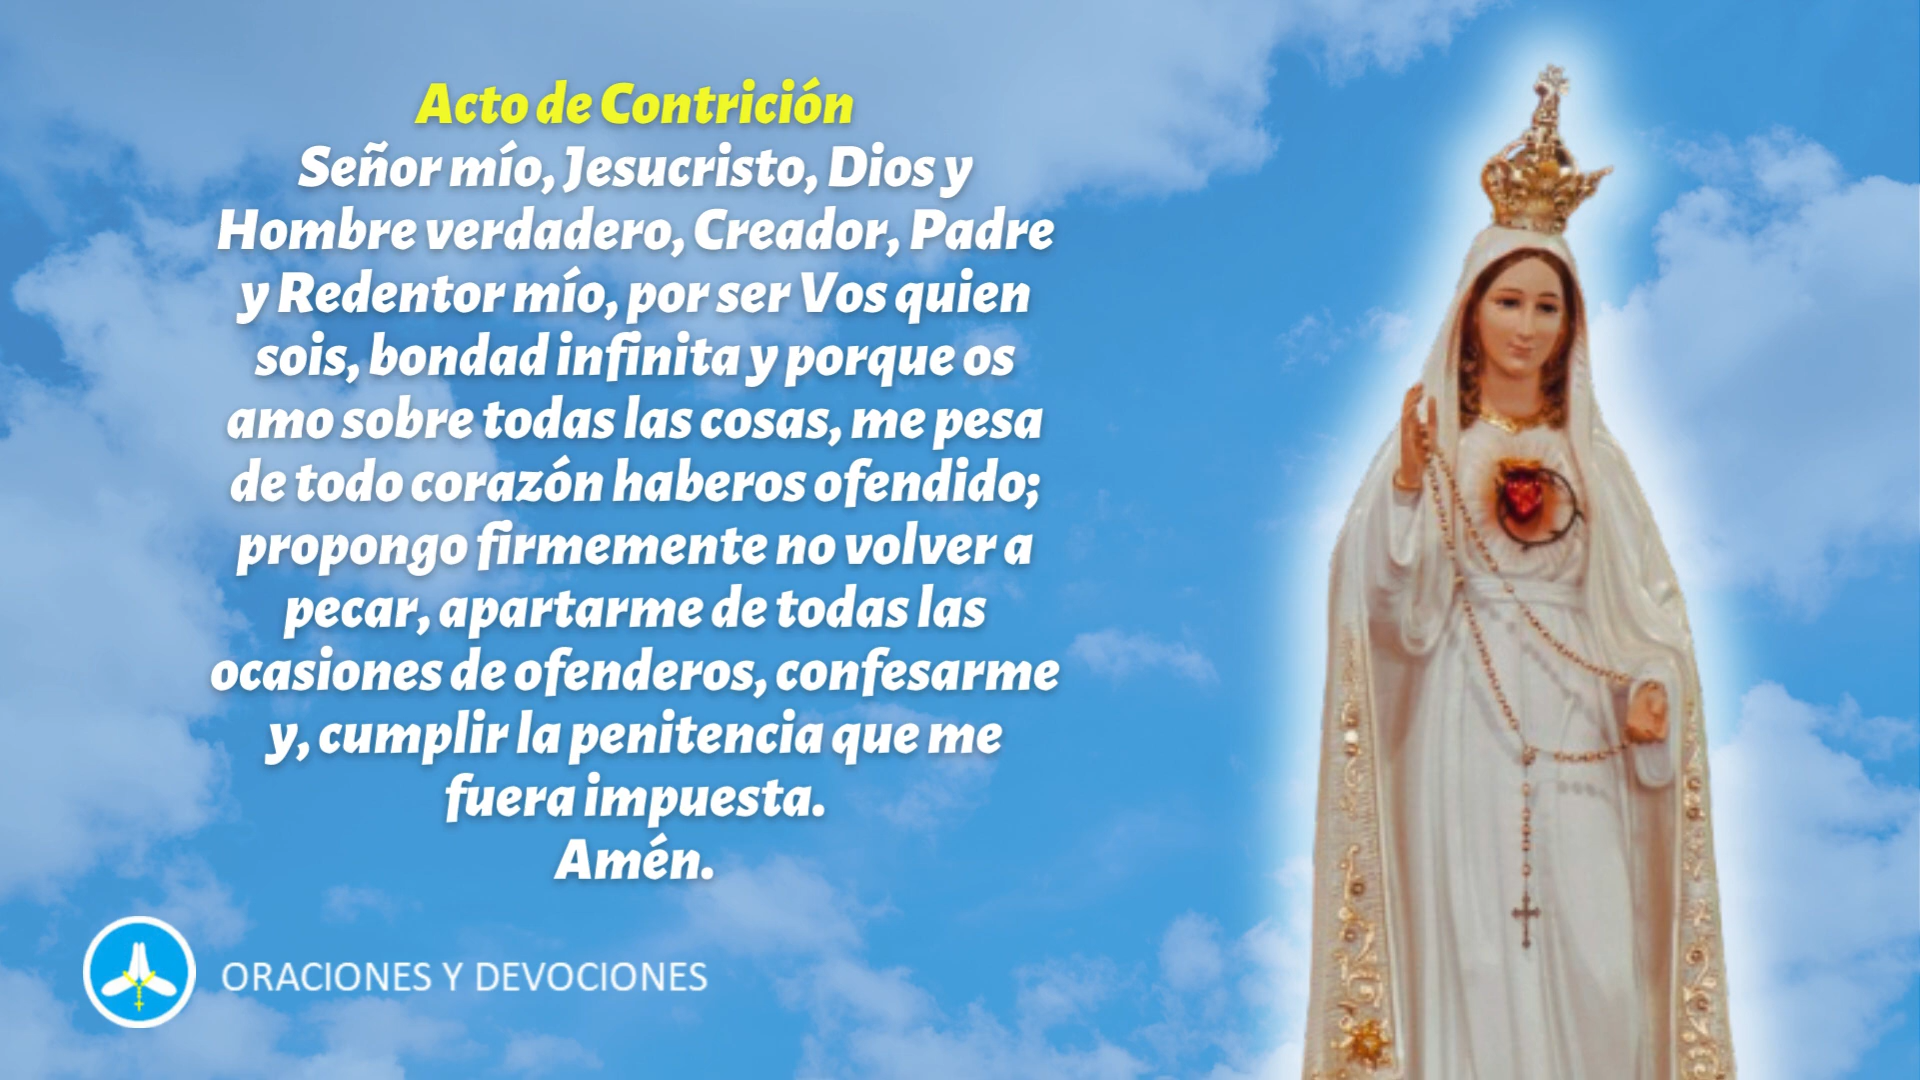 Acto de Contrición
Señor mío, Jesucristo, Dios y
Hombre verdadero, Creador, Padre
y Redentor mío, por ser Vos quien
sois, bondad infinita y porque os
amo sobre todas las cosas, me pesa
de todo corazón haberos ofendido;
propongo firmemente no volver a
pecar, apartarme de todas las
ocasiones de ofenderos, confesarme
y, cumplir la penitencia que me
fuera impuesta.
Amén.
ORACIONES Y DEVOCIONES